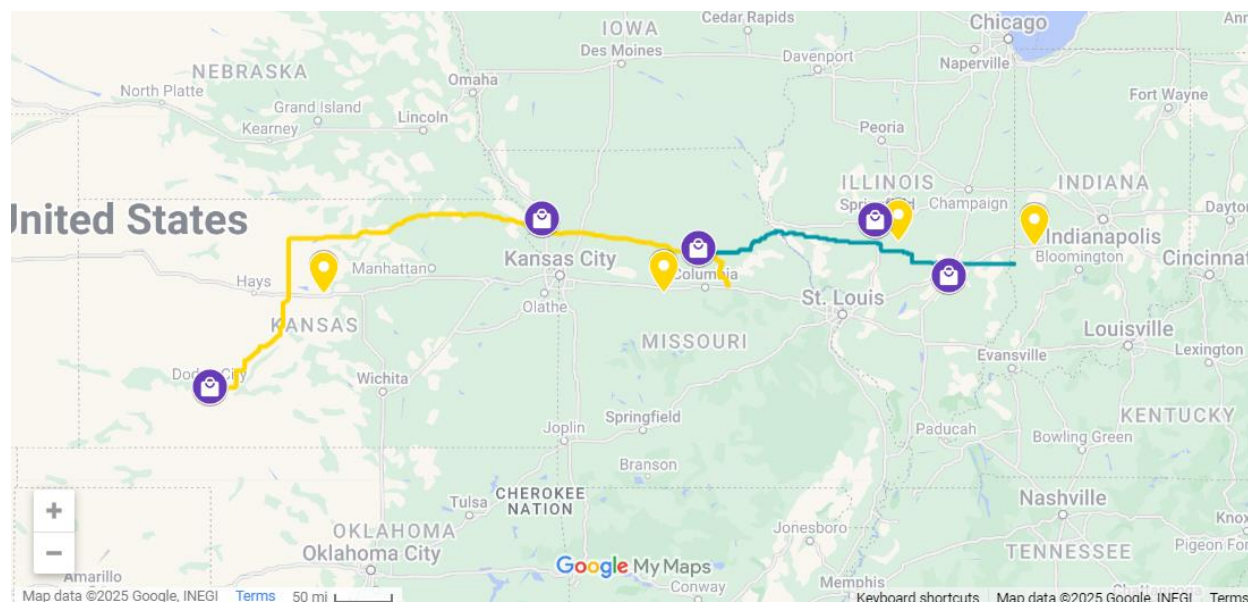 Cedar Rapids
Chicago
IOWA
Des Moines
Davenport
Naperville
NEBRASKA
Omaha
North Platte
Fort Wayne
Grand Island
Lincoln
Kearney
Peoria
ILLINOIS
INDIANA
Champaign
United States
Indianapolis
Kansas City
Bloomington
Cincinnati
Manhattan
Hays
Columbia
Olathe
St. Louis
KANSAS
MISSOURI
Louisville
Evansville
Lexington
Wichita
Springfield
KENTUCKY
Joplin
Paducah
Bowling Green
Branson
CHEROKEE
NATION
Tulsa
Nashville
Jonesboro
OKLAHOMA
Oklahoma City
TENNESSEE
Pigeon For
+
−
Google My Maps
Amarillo
Conway
Memphis
Map data ©2025 Google, INEGI
Terms
50 mi
Keyboard shortcuts
Map data ©2025 Google, INEGI
Terms